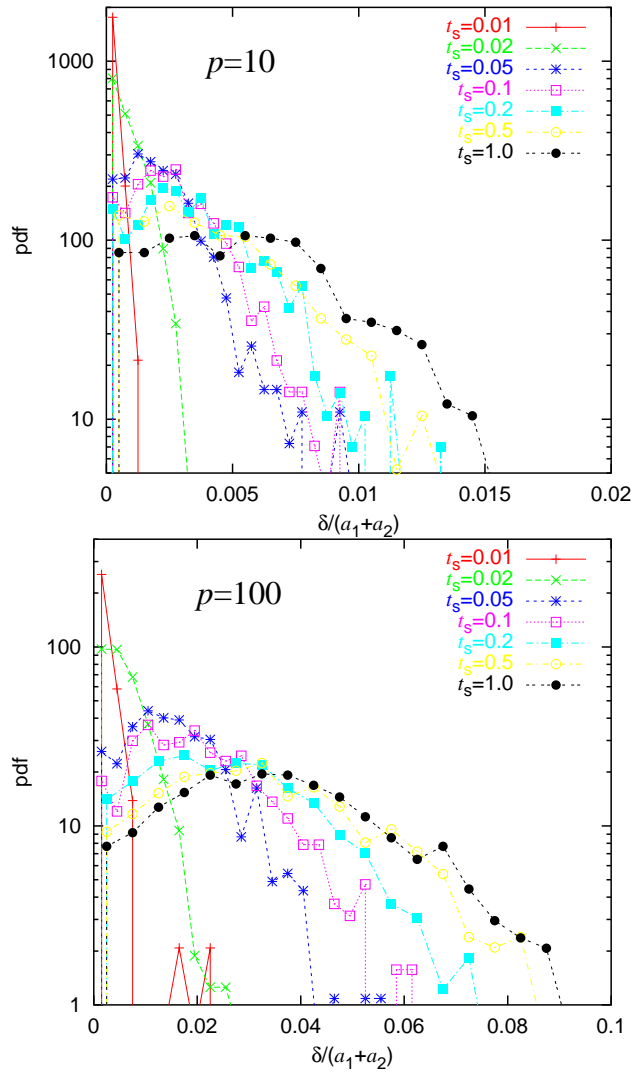 1000
100
10
pdf
p=10
tₛ=0.01
tₛ=0.02
tₛ=0.05
tₛ=0.1
tₛ=0.2
tₛ=0.5
tₛ=1.0
0 0.005 0.01 0.015 0.02
δ/(a₁+a₂)
100
10
1
pdf
p=100
tₛ=0.01
tₛ=0.02
tₛ=0.05
tₛ=0.1
tₛ=0.2
tₛ=0.5
tₛ=1.0
0 0.02 0.04 0.06 0.08 0.1
δ/(a₁+a₂)